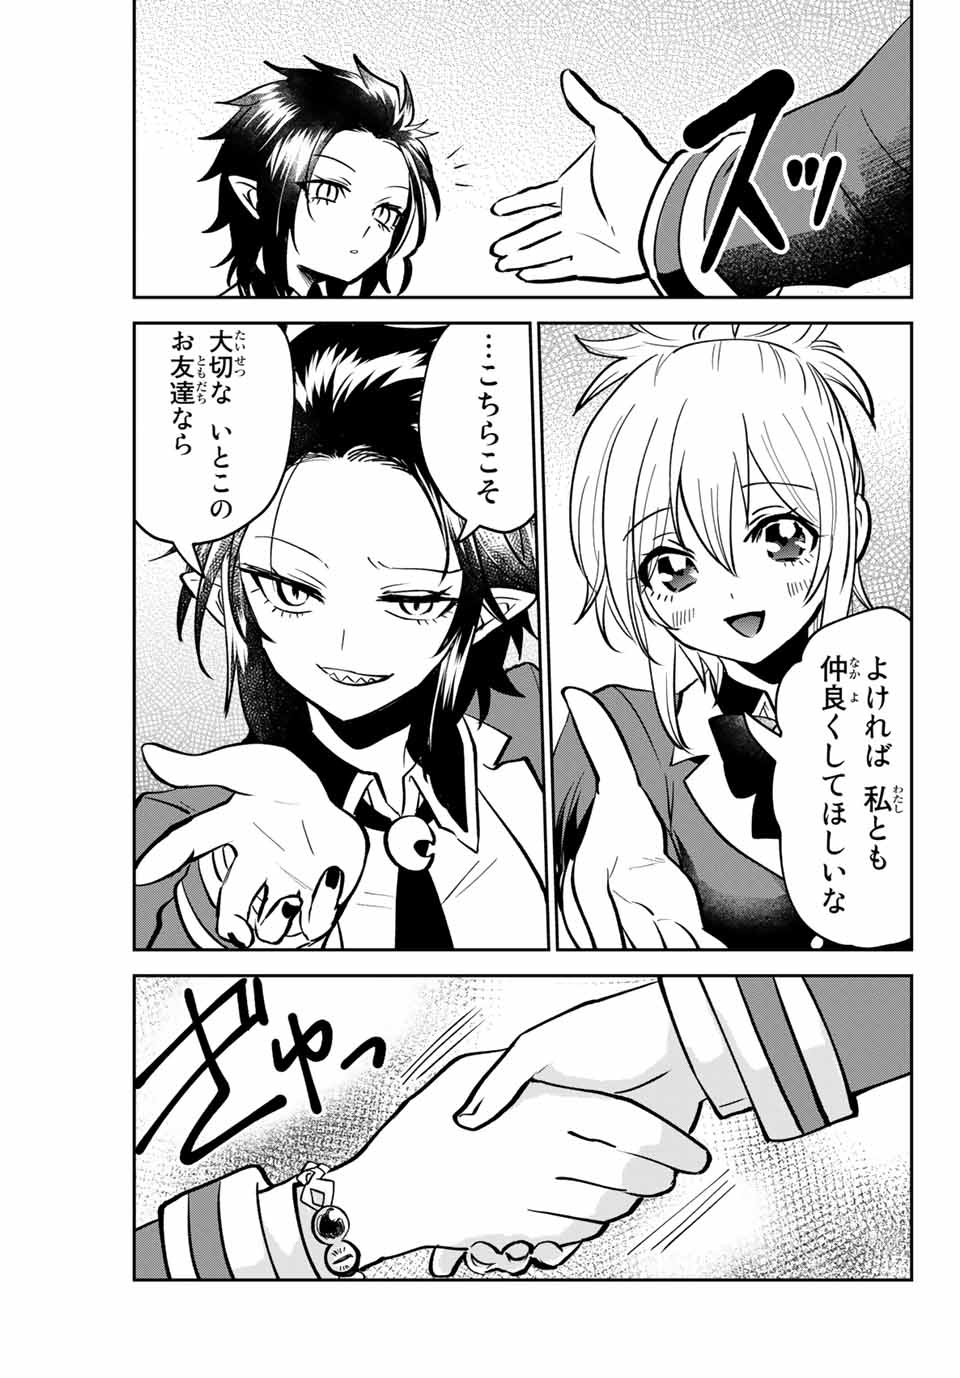 スッ
よければ 私とも
仲良くしてほしいな
…こちらこそ
大切な いとこの
お友達なら
ぎゅっ